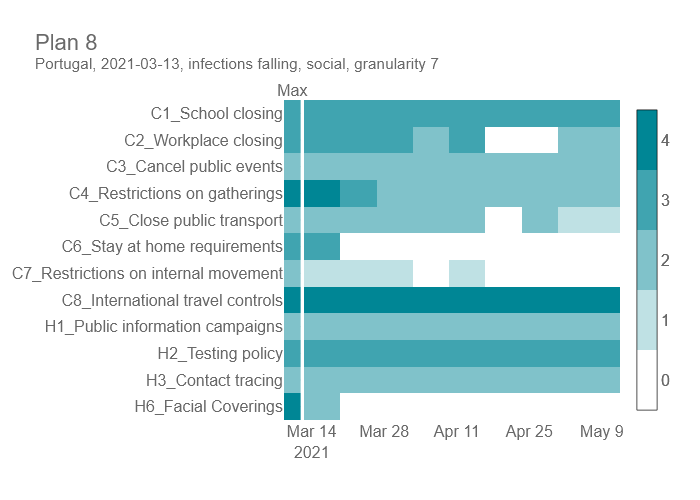 Plan 8
Portugal, 2021-03-13, infections falling, social, granularity 7
Max
C1_School closing
C2_Workplace closing
C3_Cancel public events
C4_Restrictions on gatherings
C5_Close public transport
C6_Stay at home requirements
C7_Restrictions on internal movement
C8_International travel controls
H1_Public information campaigns
H2_Testing policy
H3_Contact tracing
H6_Facial Coverings
Mar 14 Mar 28 Apr 11 Apr 25 May 9
2021
4
3
2
1
0